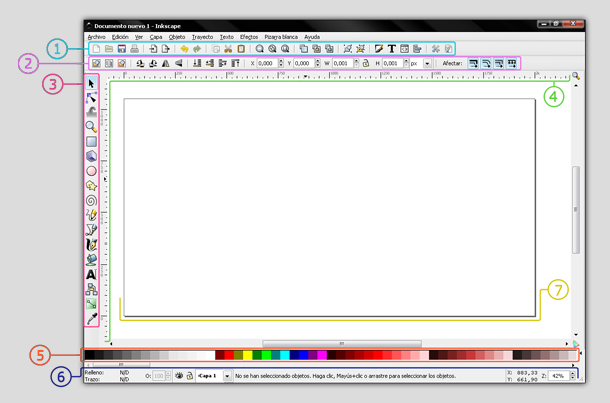 Documento nuevo 1 - Inkscape
Archivo Edición Ver Capa Objeto Trayecto Texto Efectos Pizarra blanca Ayuda
1
2
X 0,000 Y 0,000 W 0,001 H 0,001 px Afectar:
3
4
7
5
6
Relleno: N/D O: 100 Capa 1 No se han seleccionado objetos. Haga clic, Mayús+clic o arrastre para seleccionar los objetos. X: 883,33 Z: 42%
Trazo: N/D Y: 661,90